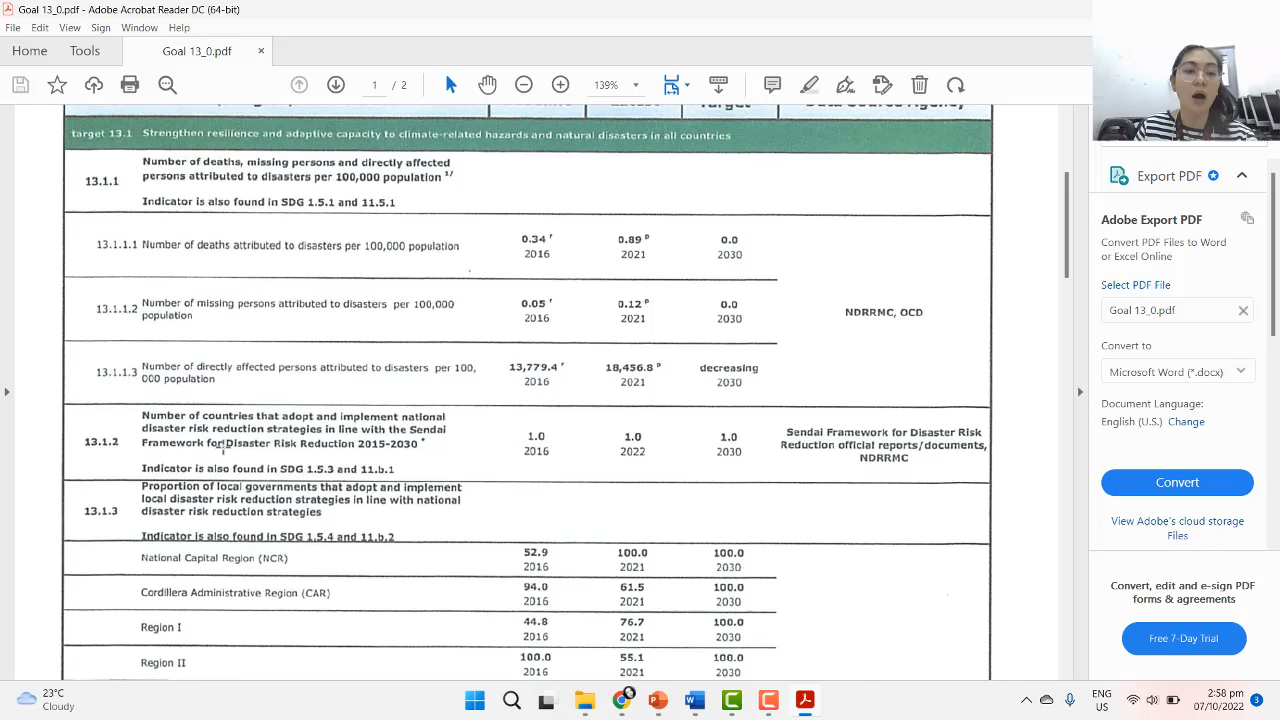 Goal 13_0.pdf - Adobe Acrobat Reader DC (64-bit)
File Edit View Sign Window Help
Home Tools Goal 13_0.pdf ×
1 / 2 139%
Target Data Source Agency
target 13.1 Strengthen resilience and adaptive capacity to climate-related hazards and natural disasters in all countries
13.1.1 Number of deaths, missing persons and directly affected
persons attributed to disasters per 100,000 population 1/
Indicator is also found in SDG 1.5.1 and 11.5.1
13.1.1.1 Number of deaths attributed to disasters per 100,000 population 0.34 r 0.89 p 0.0
2016 2021 2030
13.1.1.2 Number of missing persons attributed to disasters per 100,000
population
0.05 r 0.12 p 0.0
2016 2021 2030
NDRRMC, OCD
13.1.1.3 Number of directly affected persons attributed to disasters per 100,
000 population
13,779.4 r 18,456.8 p decreasing
2016 2021 2030
13.1.2 Number of countries that adopt and implement national
disaster risk reduction strategies in line with the Sendai
Framework for Disaster Risk Reduction 2015-2030 *
Indicator is also found in SDG 1.5.3 and 11.b.1
1.0 1.0 1.0
2016 2022 2030
Sendai Framework for Disaster Risk
Reduction official reports/documents,
NDRRMC
13.1.3 Proportion of local governments that adopt and implement
local disaster risk reduction strategies in line with national
disaster risk reduction strategies
Indicator is also found in SDG 1.5.4 and 11.b.2
National Capital Region (NCR) 52.9 100.0 100.0
2016 2021 2030
Cordillera Administrative Region (CAR) 94.0 61.5 100.0
2016 2021 2030
Region I 44.8 76.7 100.0
2016 2021 2030
Region II 100.0 55.1 100.0
2016 2021 2030
Export PDF
Adobe Export PDF
Convert PDF Files to Word
or Excel Online
Select PDF File
Goal 13_0.pdf
Convert to
Microsoft Word (*.docx)
Document Language:
English (U.S.) Change
Convert
View Adobe's cloud storage
Files
Convert, edit and e-sign PDF
forms & agreements
Free 7-Day Trial
23°C
Cloudy
ENG
US
2:58 pm
07/10/2022
3